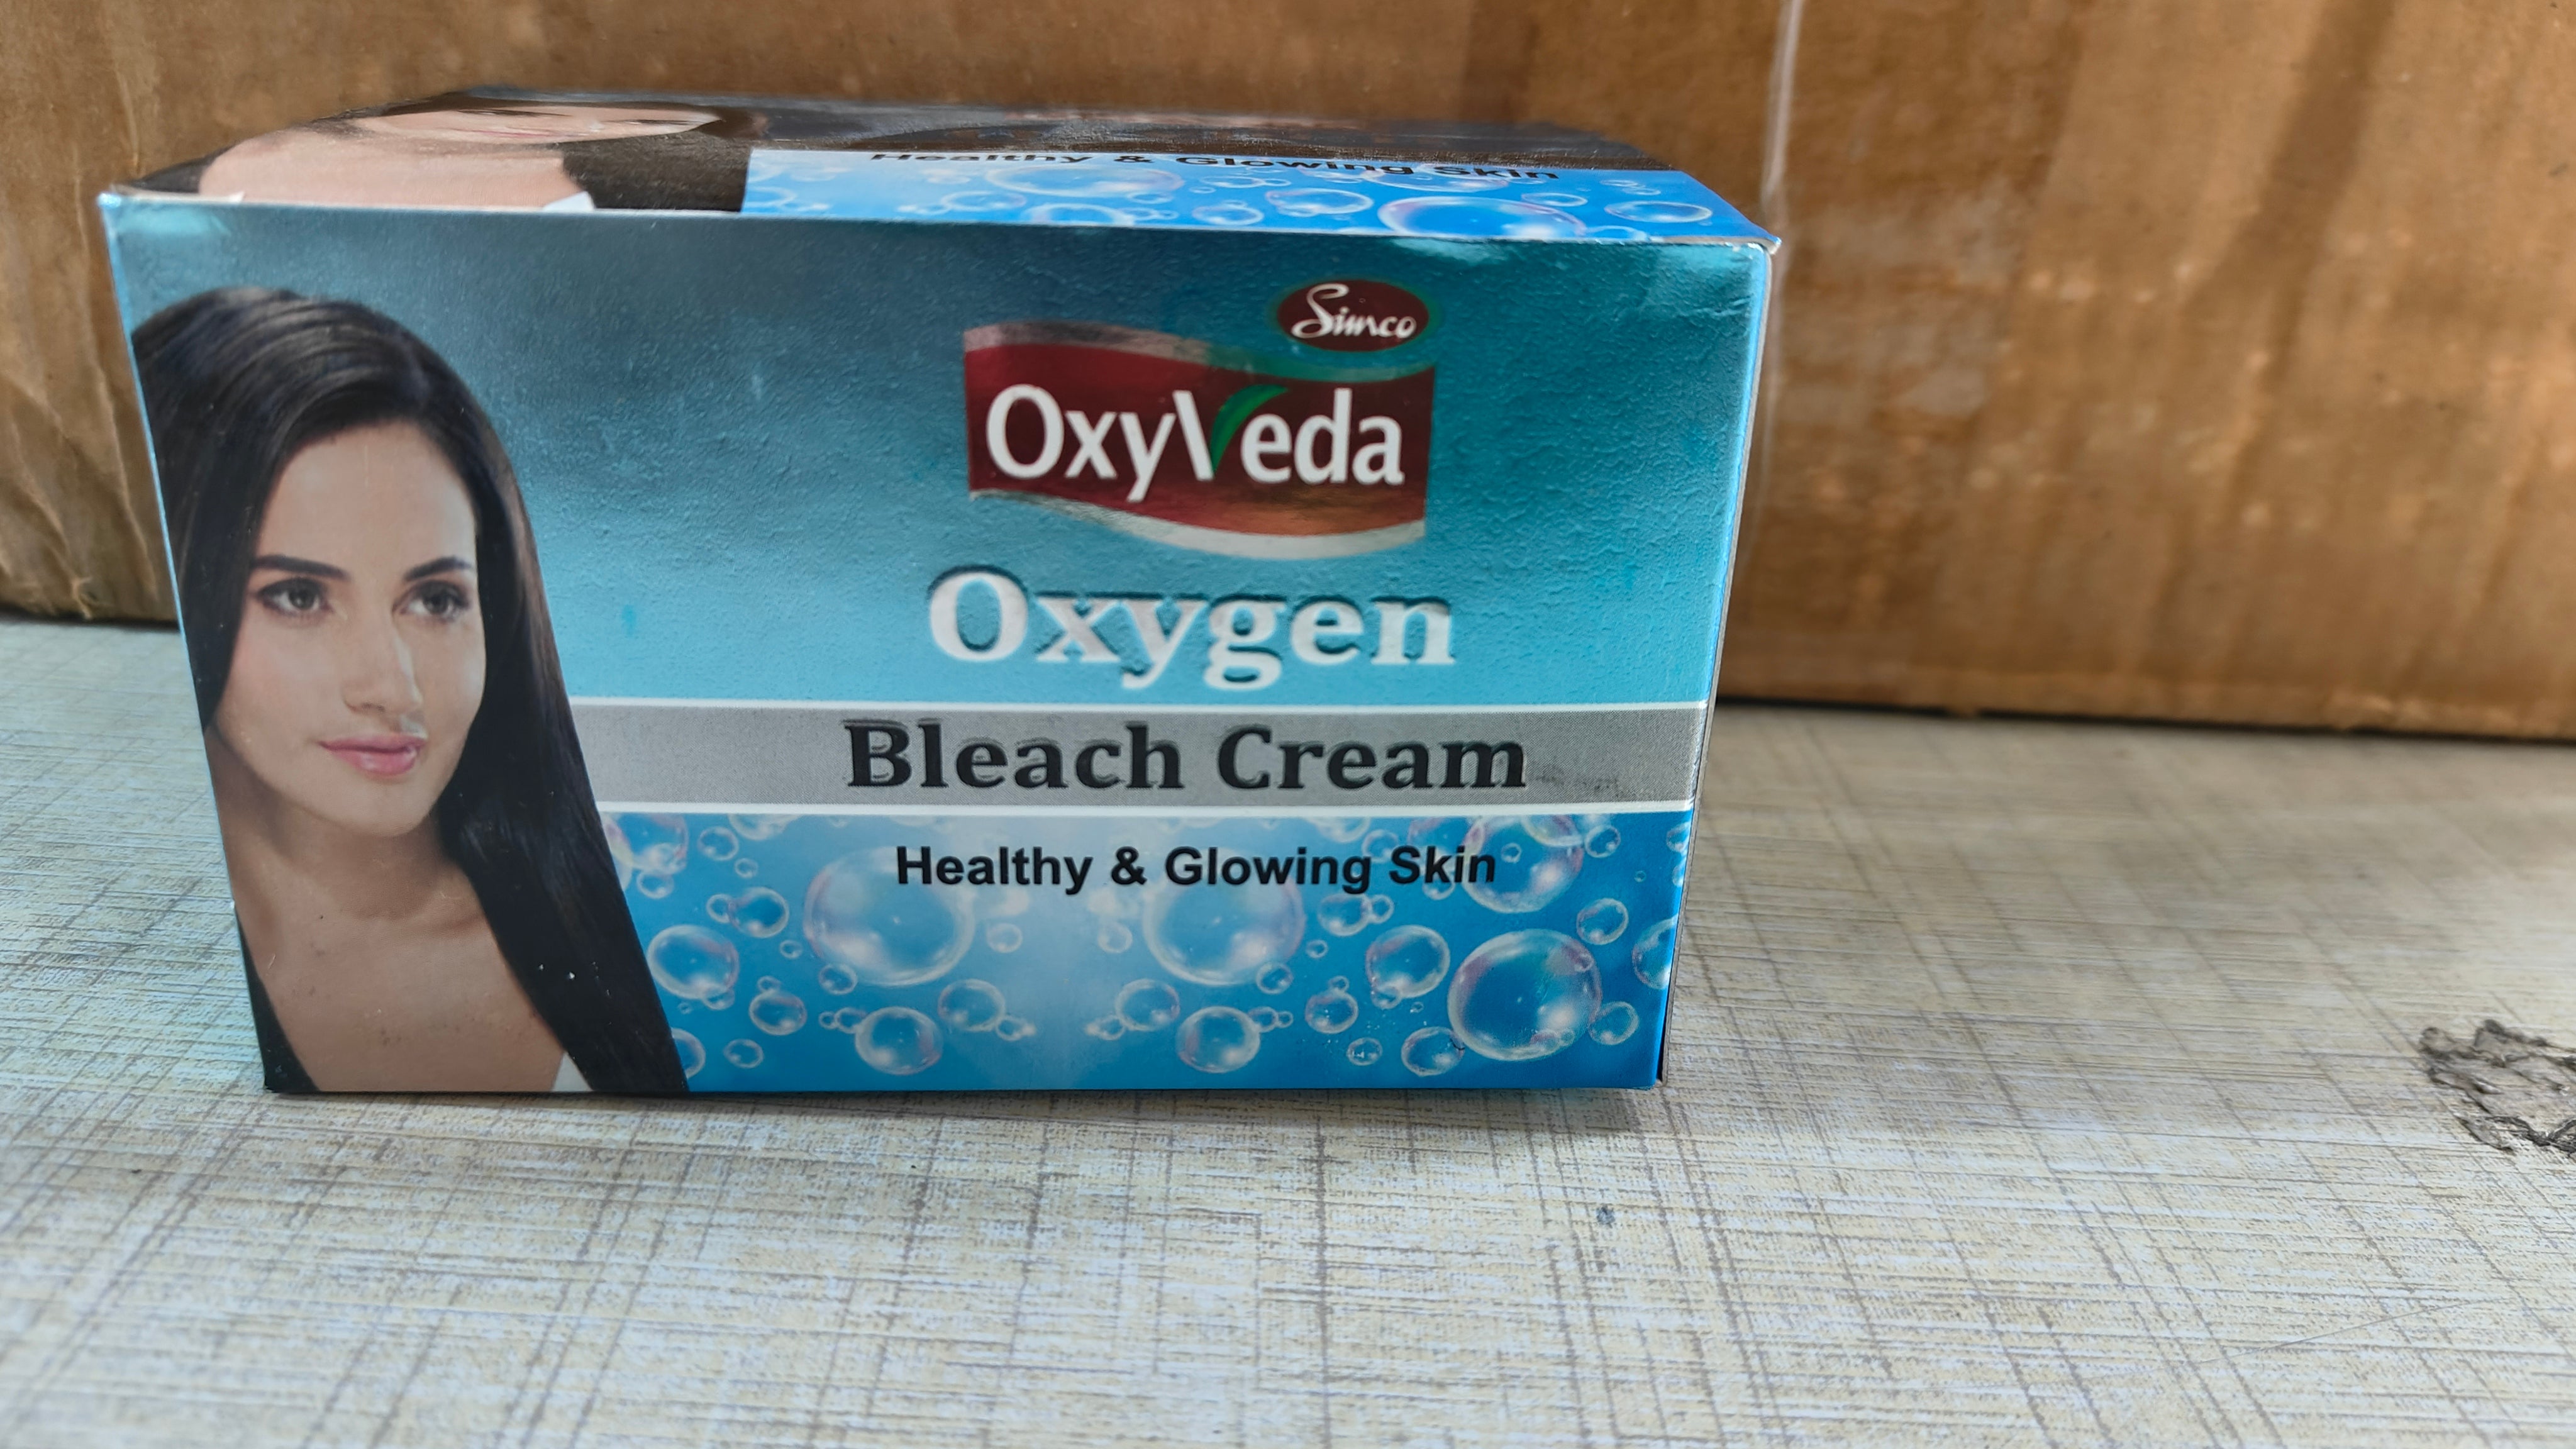 Healthy & Glowing Skin
Simco
OxyVeda
Oxygen
Bleach Cream
Healthy & Glowing Skin